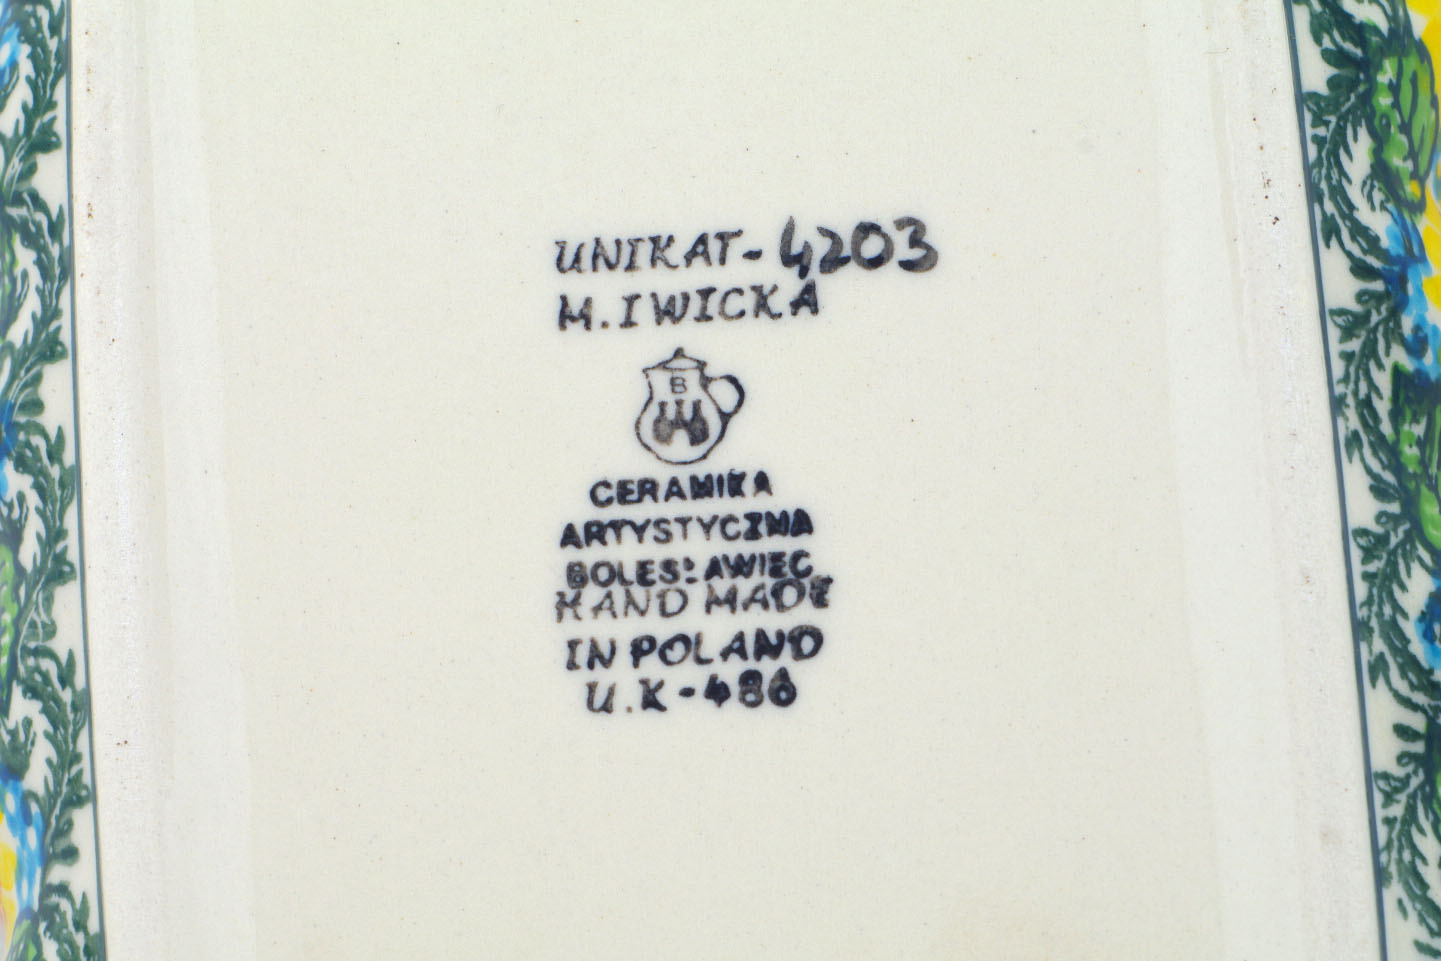 UNIKAT-4203
M. IWICKA
B
CERAMIKA
ARTYSTYCZNA
BOLESŁAWIEC
HAND MADE
IN POLAND
U.K-486